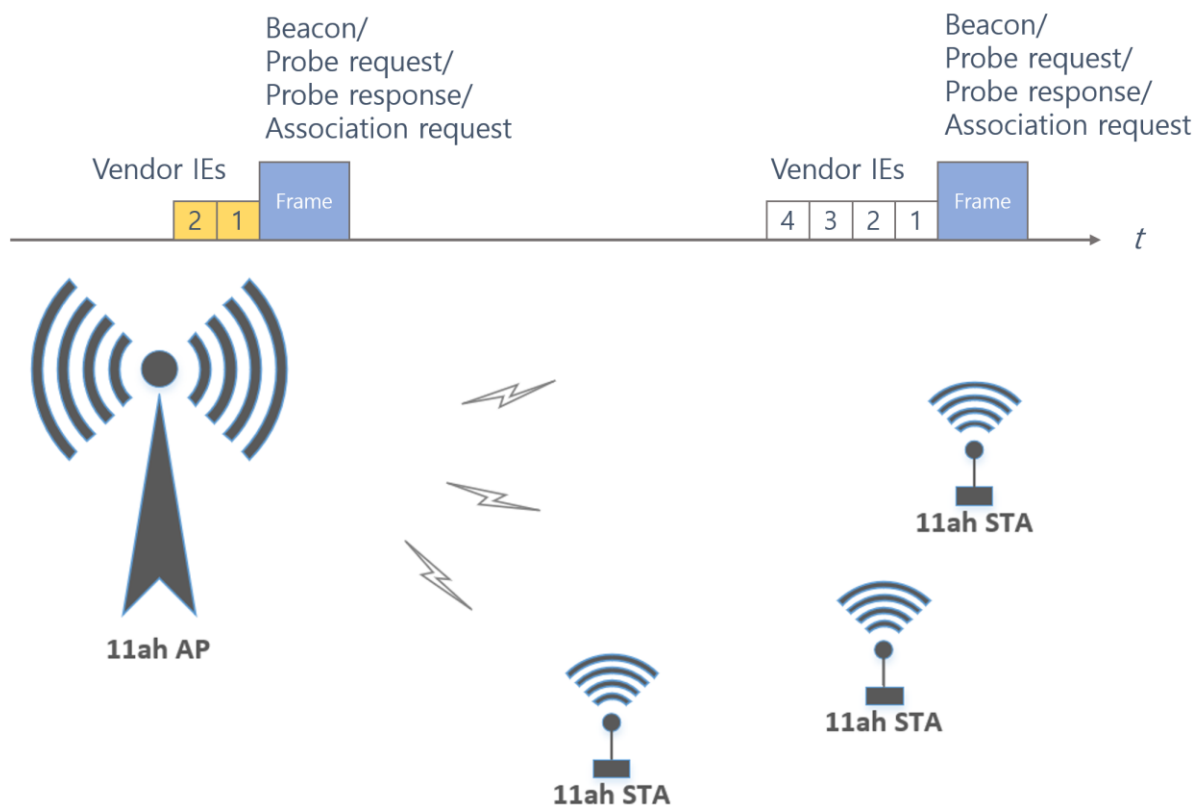 Beacon/
Probe request/
Probe response/
Association request
Vendor IEs
2 1 Frame
Beacon/
Probe request/
Probe response/
Association request
Vendor IEs
4 3 2 1 Frame
t
11ah AP
11ah STA
11ah STA
11ah STA